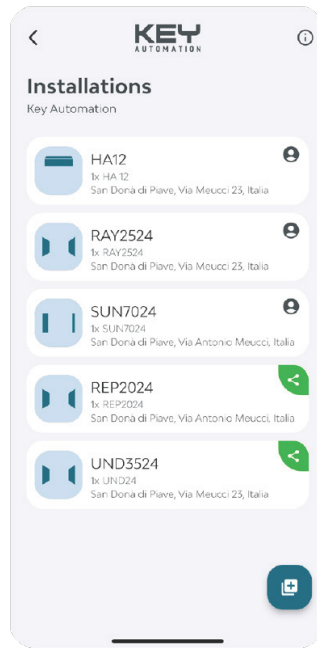 KEY
AUTOMATION
Installations
Key Automation
HA12
1x HA 12
San Donà di Piave, Via Meucci 23, Italia
RAY2524
1x RAY2524
San Donà di Piave, Via Meucci 23, Italia
SUN7024
1x SUN7024
San Donà di Piave, Via Antonio Meucci, Italia
REP2024
1x REP2024
San Donà di Piave, Via Antonio Meucci, Italia
UND3524
1x UND24
San Donà di Piave, Via Meucci 23, Italia